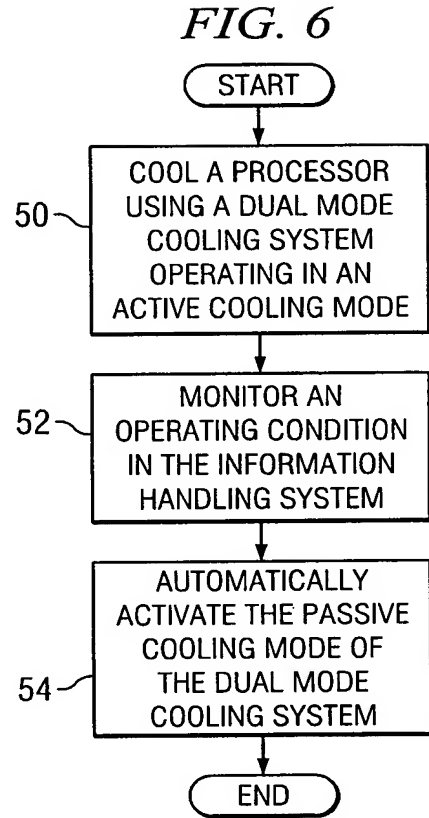 FIG. 6
START
50
COOL A PROCESSOR
USING A DUAL MODE
COOLING SYSTEM
OPERATING IN AN
ACTIVE COOLING MODE
52
MONITOR AN
OPERATING CONDITION
IN THE INFORMATION
HANDLING SYSTEM
54
AUTOMATICALLY
ACTIVATE THE PASSIVE
COOLING MODE OF
THE DUAL MODE
COOLING SYSTEM
END